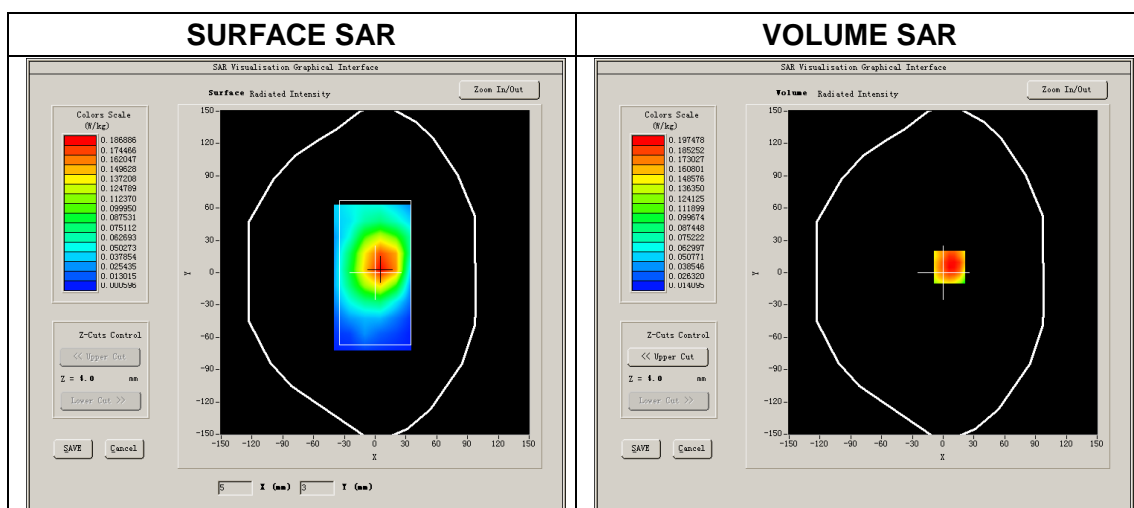 SURFACE SAR
VOLUME SAR
SAR Visualisation Graphical Interface
Surface Radiated Intensity
Zoom In/Out
Colors Scale
(W/kg)
0.186886
0.174466
0.162047
0.149628
0.137208
0.124789
0.112370
0.099950
0.087531
0.075112
0.062693
0.050273
0.037854
0.025435
0.013015
0.000596
150
120
90
60
30
0
-30
-60
-90
-120
-150
Y
-150 -120 -90 -60 -30 0 30 60 90 120 150
X
Z-Cuts Control
<< Upper Cut
Z = 4.0 mm
Lower Cut >>
SAVE Cancel
5 X (mm) 3 Y (mm)
SAR Visualisation Graphical Interface
Volume Radiated Intensity
Zoom In/Out
Colors Scale
(W/kg)
0.197478
0.185252
0.173027
0.160801
0.148576
0.136350
0.124125
0.111899
0.099674
0.087448
0.075222
0.062997
0.050771
0.038546
0.026320
0.014095
150
120
90
60
30
0
-30
-60
-90
-120
-150
Y
-150 -120 -90 -60 -30 0 30 60 90 120 150
X
Z-Cuts Control
<< Upper Cut
Z = 4.0 mm
Lower Cut >>
SAVE Cancel